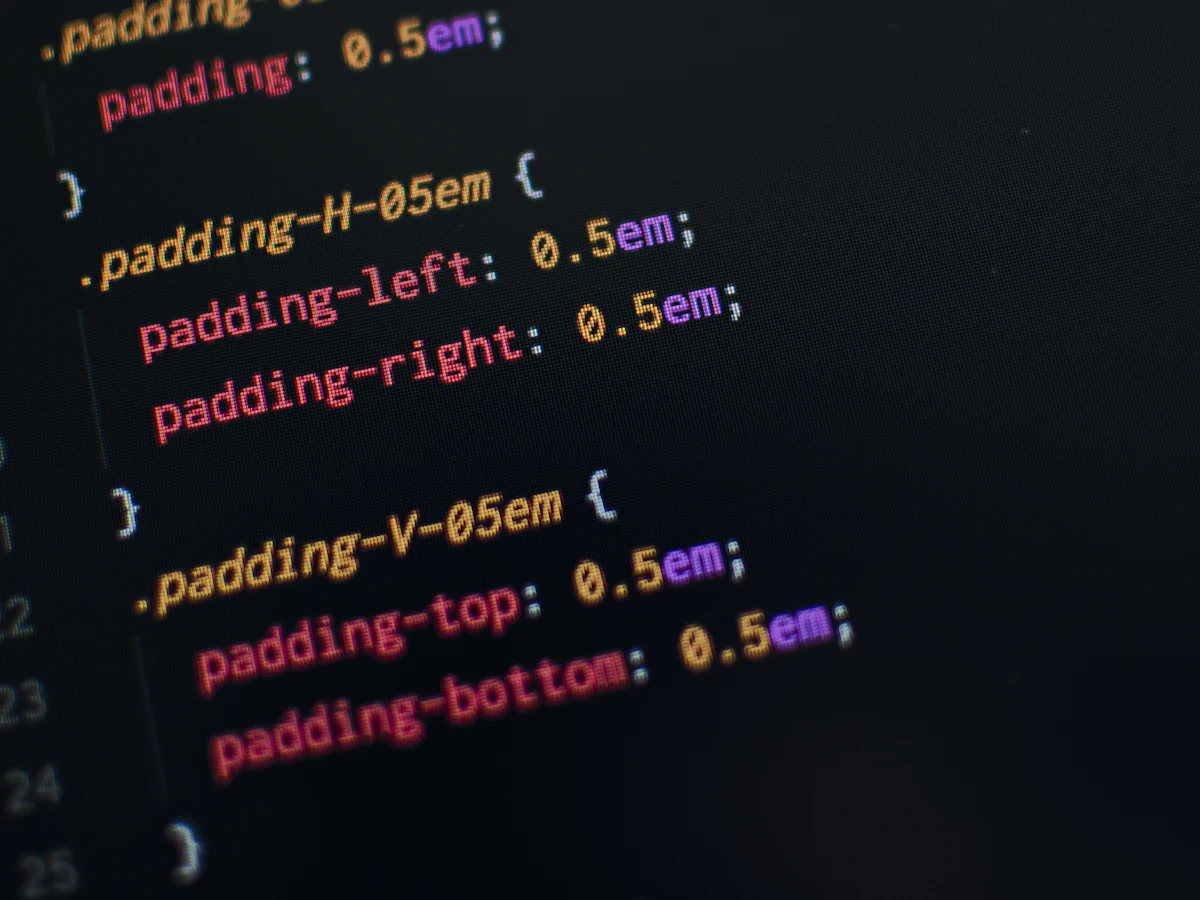 .padding-
padding: 0.5em;
}
.padding-H-05em {
padding-left: 0.5em;
padding-right: 0.5em;
}
.padding-V-05em {
22 padding-top: 0.5em;
23 padding-bottom: 0.5em;
24
25 }